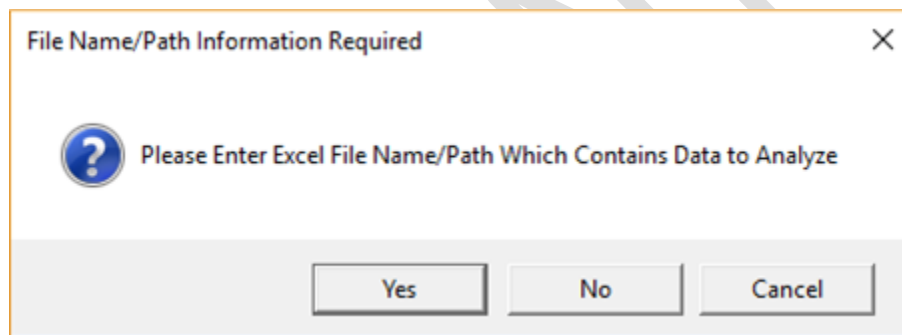 File Name/Path Information Required
Please Enter Excel File Name/Path Which Contains Data to Analyze
Yes No Cancel